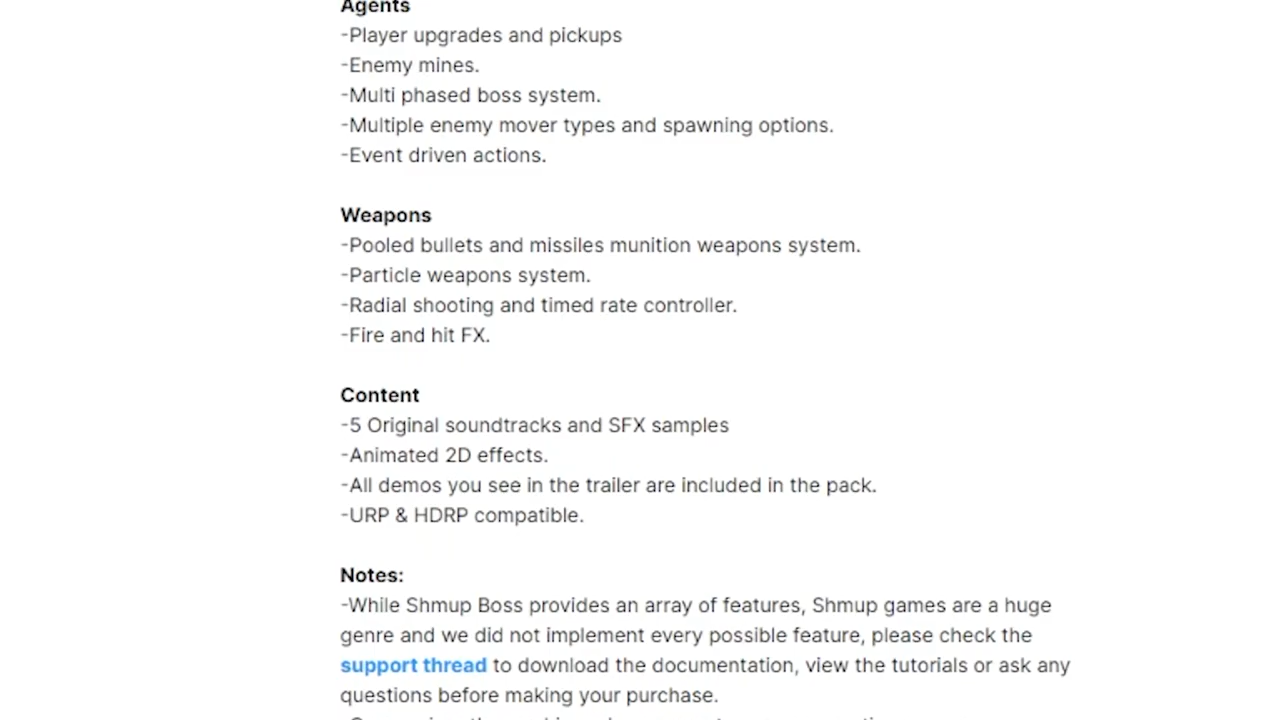 Agents
-Player upgrades and pickups
-Enemy mines.
-Multi phased boss system.
-Multiple enemy mover types and spawning options.
-Event driven actions.
Weapons
-Pooled bullets and missiles munition weapons system.
-Particle weapons system.
-Radial shooting and timed rate controller.
-Fire and hit FX.
Content
-5 Original soundtracks and SFX samples
-Animated 2D effects.
-All demos you see in the trailer are included in the pack.
-URP & HDRP compatible.
Notes:
-While Shmup Boss provides an array of features, Shmup games are a huge
genre and we did not implement every possible feature, please check the
support thread to download the documentation, view the tutorials or ask any
questions before making your purchase.